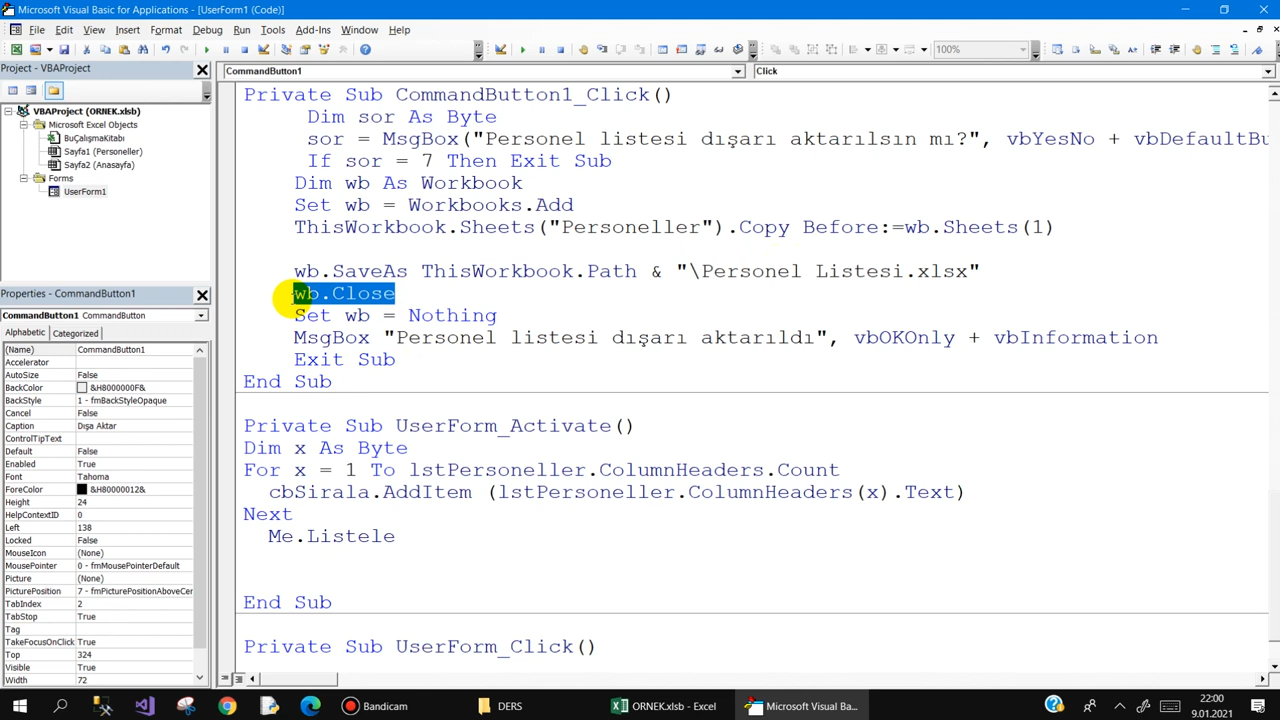 Microsoft Visual Basic for Applications - [UserForm1 (Code)]
File Edit View Insert Format Debug Run Tools Add-Ins Window Help
100%
Project - VBAProject
VBAProject (ORNEK.xlsb)
Microsoft Excel Objects
BuÇalışmaKitabı
Sayfa1 (Personeller)
Sayfa2 (Anasayfa)
Forms
UserForm1
Properties - CommandButton1
CommandButton1 CommandButton
Alphabetic Categorized
(Name) CommandButton1
Accelerator
AutoSize False
BackColor &H8000000F&
BackStyle 1 - fmBackStyleOpaque
Cancel False
Caption Dışa Aktar
ControlTipText
Default False
Enabled True
Font Tahoma
ForeColor &H80000012&
Height 24
HelpContextID 0
Left 138
Locked False
MouseIcon (None)
MousePointer 0 - fmMousePointerDefault
Picture (None)
PicturePosition 7 - fmPicturePositionAboveCer
TabIndex 2
TabStop True
Tag
TakeFocusOnClick True
Top 324
Visible True
Width 72
CommandButton1 Click
Private Sub CommandButton1_Click()
Dim sor As Byte
sor = MsgBox("Personel listesi dışarı aktarılsın mı?", vbYesNo + vbDefaultBu
If sor = 7 Then Exit Sub
Dim wb As Workbook
Set wb = Workbooks.Add
ThisWorkbook.Sheets("Personeller").Copy Before:=wb.Sheets(1)
wb.SaveAs ThisWorkbook.Path & "\Personel Listesi.xlsx"
wb.Close
Set wb = Nothing
MsgBox "Personel listesi dışarı aktarıldı", vbOKOnly + vbInformation
Exit Sub
End Sub
Private Sub UserForm_Activate()
Dim x As Byte
For x = 1 To lstPersoneller.ColumnHeaders.Count
cbSirala.AddItem (lstPersoneller.ColumnHeaders(x).Text)
Next
Me.Listele
End Sub
Private Sub UserForm_Click()
Bandicam
DERS
ORNEK.xlsb - Excel
Microsoft Visual Ba...
22:00
9.01.2021